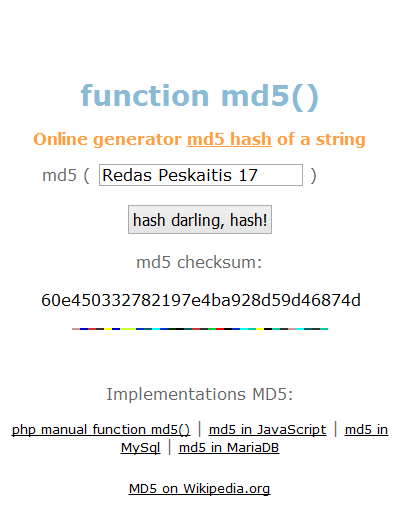 function md5()
Online generator md5 hash of a string
md5 ( Redas Peskaitis 17 )
hash darling, hash!
md5 checksum:
60e450332782197e4ba928d59d46874d
Implementations MD5:
php manual function md5() | md5 in JavaScript | md5 in
MySql | md5 in MariaDB
MD5 on Wikipedia.org